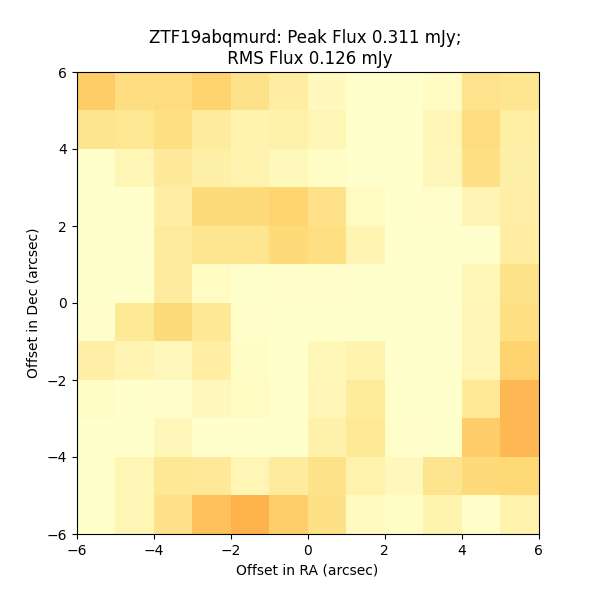 ZTF19abqmurd: Peak Flux 0.311 mJy;
RMS Flux 0.126 mJy
6
4
2
0
−2
−4
−6
Offset in Dec (arcsec)
−6 −4 −2 0 2 4 6
Offset in RA (arcsec)